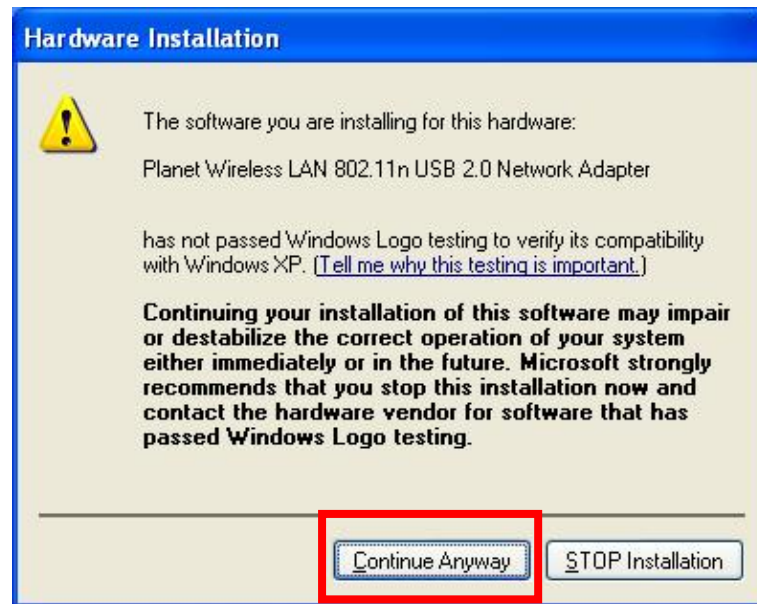 Hardware Installation
The software you are installing for this hardware:
Planet Wireless LAN 802.11n USB 2.0 Network Adapter
has not passed Windows Logo testing to verify its compatibility
with Windows XP. (Tell me why this testing is important.)
Continuing your installation of this software may impair
or destabilize the correct operation of your system
either immediately or in the future. Microsoft strongly
recommends that you stop this installation now and
contact the hardware vendor for software that has
passed Windows Logo testing.
Continue Anyway STOP Installation